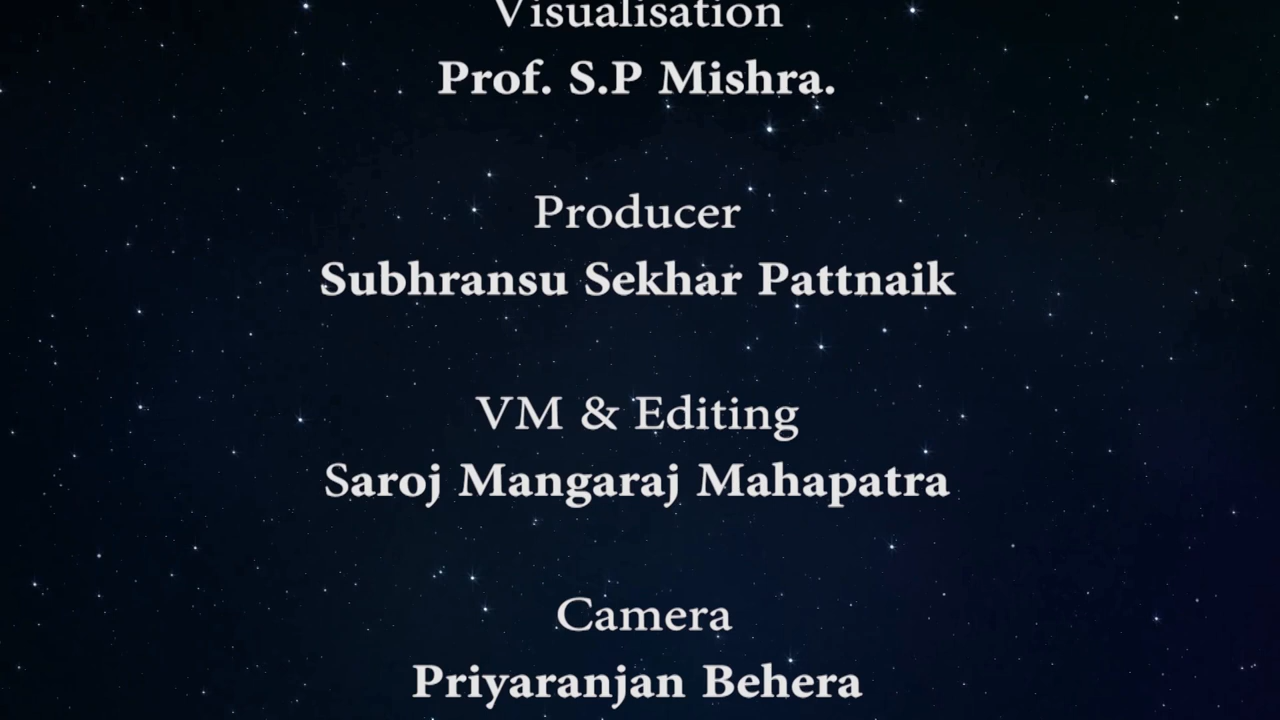 Visualisation
Prof. S.P Mishra.
Producer
Subhransu Sekhar Pattnaik
VM & Editing
Saroj Mangaraj Mahapatra
Camera
Priyaranjan Behera